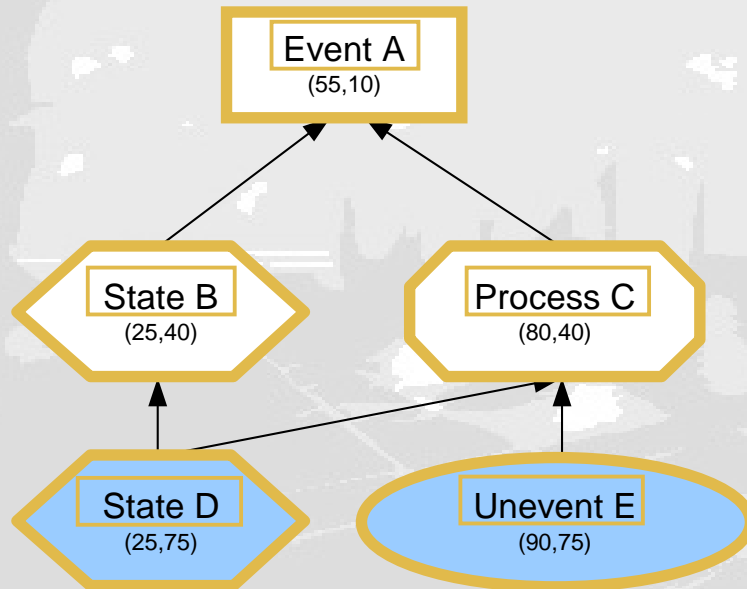 Event A
(55,10)
State B
(25,40)
Process C
(80,40)
State D
(25,75)
Unevent E
(90,75)